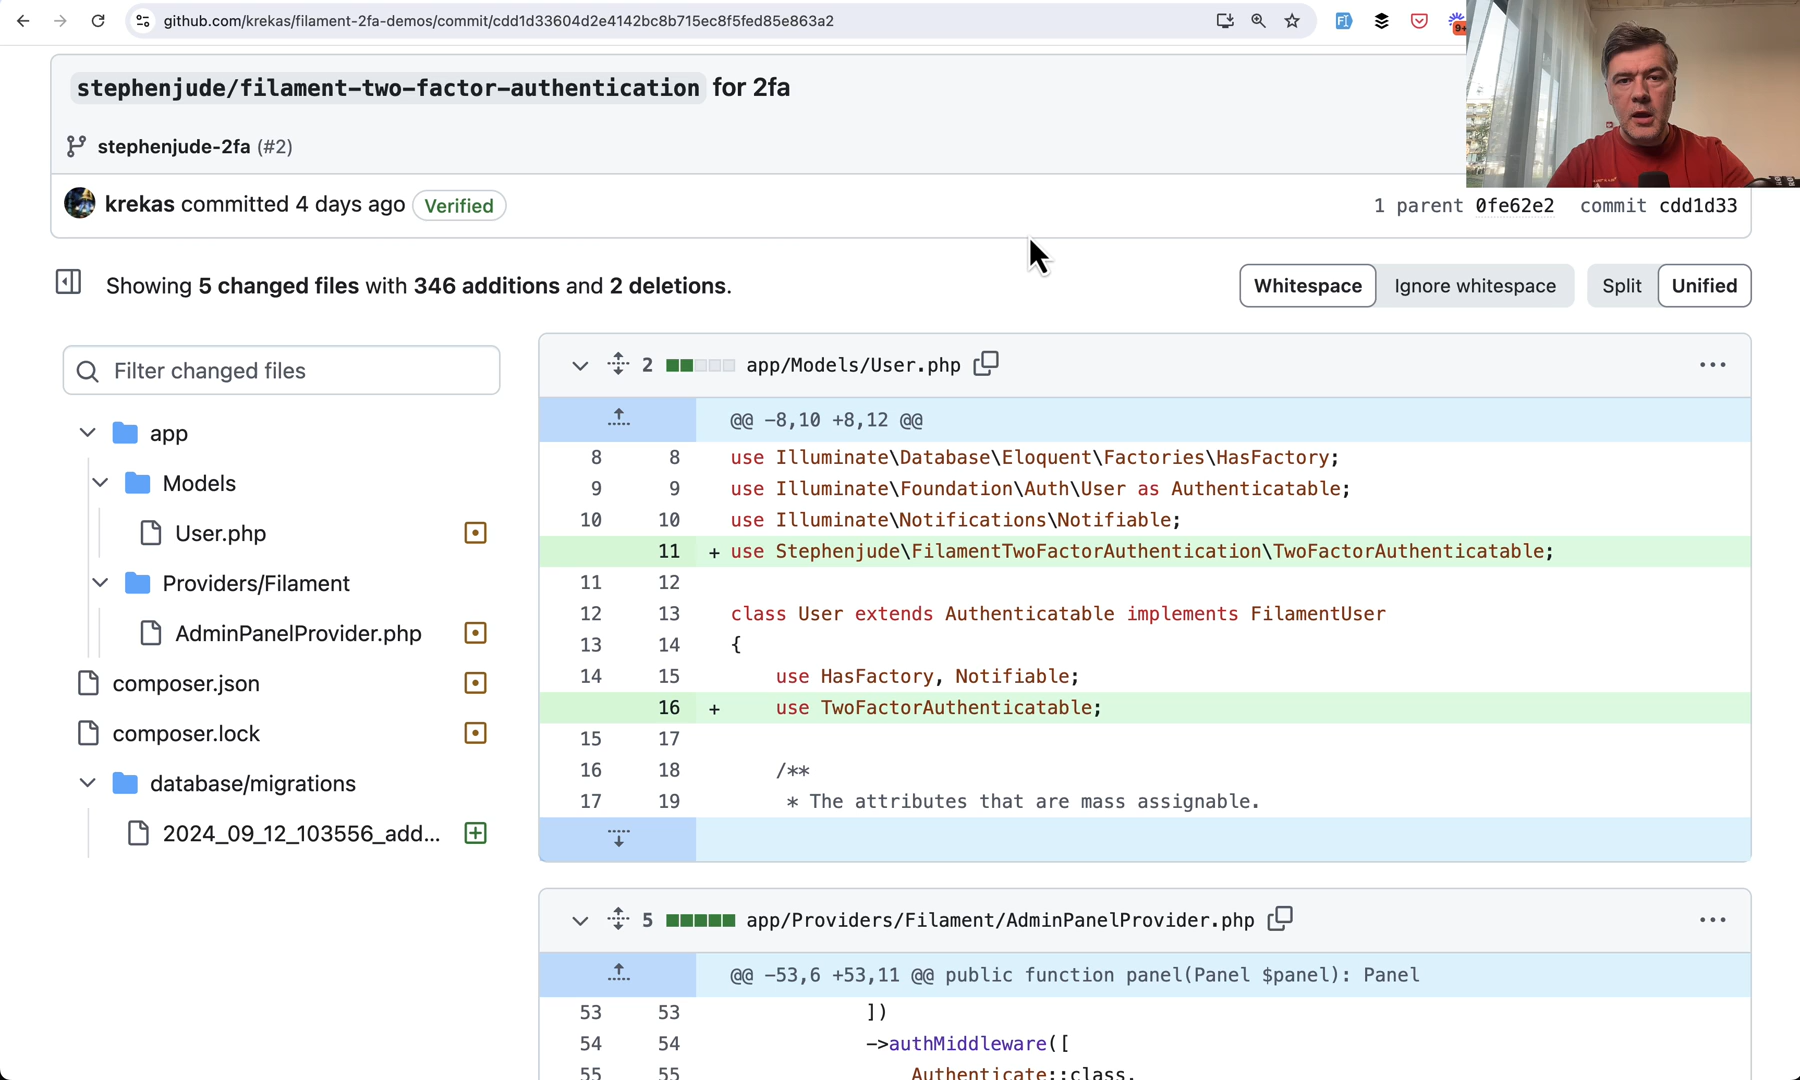 github.com/krekas/filament-2fa-demos/commit/cdd1d33604d2e4142bc8b715ec8f5fed85e863a2
9+
stephenjude/filament-two-factor-authentication for 2fa
stephenjude-2fa (#2)
krekas committed 4 days ago Verified
1 parent 0fe62e2 commit cdd1d33
Showing 5 changed files with 346 additions and 2 deletions.
Whitespace Ignore whitespace Split Unified
Filter changed files
app
Models
User.php
Providers/Filament
AdminPanelProvider.php
composer.json
composer.lock
database/migrations
2024_09_12_103556_add...
2 app/Models/User.php
@@ -8,10 +8,12 @@
8 8 use Illuminate\Database\Eloquent\Factories\HasFactory;
9 9 use Illuminate\Foundation\Auth\User as Authenticatable;
10 10 use Illuminate\Notifications\Notifiable;
11 + use Stephenjude\FilamentTwoFactorAuthentication\TwoFactorAuthenticatable;
11 12
12 13 class User extends Authenticatable implements FilamentUser
13 14 {
14 15 use HasFactory, Notifiable;
16 + use TwoFactorAuthenticatable;
15 17
16 18 /**
17 19 * The attributes that are mass assignable.
5 app/Providers/Filament/AdminPanelProvider.php
@@ -53,6 +53,11 @@ public function panel(Panel $panel): Panel
53 53 ])
54 54 ->authMiddleware([
55 55 Authenticate::class,